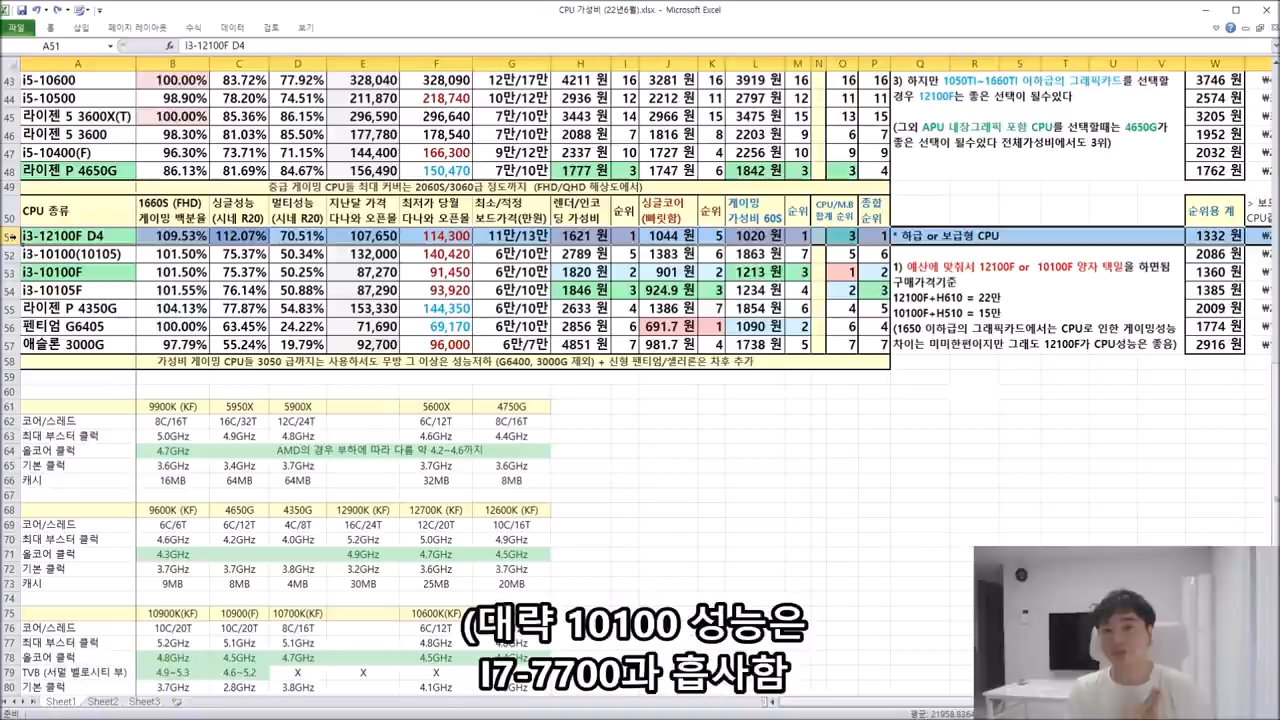 CPU 가성비 (22년6월).xlsx - Microsoft Excel
파일 홈 삽입 페이지 레이아웃 수식 데이터 검토 보기
A51 fx I3-12100F D4
A B C D E F G H I J K L M N O P Q R S T U V W
43 i5-10600 100.00% 83.72% 77.92% 328,040 328,090 12만/17만 4211 원 16 3281 원 16 3919 원 16 16 16 3) 하지만 1050TI~1660TI 이하급의 그래픽카드를 선택할 3746 원
44 i5-10500 98.90% 78.20% 74.51% 211,870 218,740 10만/12만 2936 원 12 2212 원 11 2797 원 12 11 11 경우 12100F는 좋은 선택이 될수있다 2574 원
45 라이젠 5 3600X(T) 100.00% 85.36% 86.15% 296,590 296,640 7만/10만 3443 원 14 2966 원 15 3475 원 15 13 15 3205 원
46 라이젠 5 3600 98.30% 81.03% 85.56% 177,780 178,540 7만/10만 2088 원 7 1816 원 8 2203 원 9 6 7 (그외 APU 내장그래픽 포함 CPU를 선택할때는 4650G가 1952 원
47 i5-10400(F) 96.30% 73.71% 71.15% 144,400 166,300 9만/12만 2337 원 10 1727 원 4 2256 원 10 9 9 좋은 선택이 될수있다 전체가성비에서도 3위) 2032 원
48 라이젠 P 4650G 86.13% 81.69% 84.67% 156,490 150,470 7만/10만 1777 원 3 1747 원 6 1842 원 3 3 4 1762 원
49 중급 게이밍 CPU들 최대 커버는 2060S/3060급 정도까지 (FHD/QHD 해상도에서)
50 CPU 종류 1660S (FHD) 게이밍 백분율 싱글성능 (시네 R20) 멀티성능 (시네 R20) 지난달 가격 다나와 오픈몰 최저가 당월 다나와 오픈몰 최소/적정 보드가격(만원) 렌더/인코딩 가성비 순위 싱글코어 (빠릿함) 순위 게이밍 가성비 60S 순위 CPU/M.B 합계 순위 종합 순위 순위용 계
51 i3-12100F D4 109.53% 112.07% 70.51% 107,650 114,300 10만/13만 1621 원 1 1044 원 5 1020 원 1 3 1 * 하급 or 보급형 CPU 1332 원
52 i3-10100(10105) 101.50% 75.37% 50.34% 132,000 140,420 6만/10만 2789 원 5 1383 원 6 1863 원 7 5 6 2086 원
53 i3-10100F 101.50% 75.37% 50.25% 87,270 91,450 6만/10만 1820 원 2 901 원 2 1213 원 3 1 2 1) 예산에 맞춰서 12100F or 10100F 양자 택일을 하면됨 1360 원
54 i3-10105F 101.55% 76.14% 50.88% 87,290 93,920 6만/10만 1846 원 3 924.9 원 3 1234 원 4 2 3 구매가격기준 1385 원
55 라이젠 P 4350G 104.13% 77.87% 54.83% 153,330 144,350 6만/10만 2633 원 4 1386 원 7 1854 원 6 4 5 12100F+H610 = 22만 2009 원
56 펜티엄 G6405 100.00% 63.45% 24.22% 71,690 69,170 6만/10만 2856 원 6 691.7 원 1 1090 원 2 6 4 10100F+H510 = 15만 1774 원
57 애슬론 3000G 97.79% 55.24% 19.79% 92,700 96,000 6만/7만 4851 원 7 981.7 원 4 1738 원 5 7 7 (1650 이하급의 그래픽카드에서는 CPU로 인한 게이밍성능 차이는 미미한편이지만 그래도 12100F가 CPU성능은 좋음) 2916 원
58 가성비 게이밍 CPU들 3050 급까지는 사용하셔도 무방 그 이상은 성능저하 (G6400, 3000G 제외) + 신형 팬티엄/셀러론은 차후 추가
59
60
61 9900K (KF) 5950X 5900X 5600X 4750G
62 코어/스레드 8C/16T 16C/32T 12C/24T 6C/12T 8C/16T
63 최대 부스터 클럭 5.0GHz 4.9GHz 4.8GHz 4.6GHz 4.4GHz
64 올코어 클럭 4.7GHz AMD의 경우 부하에 따라 다름 약 4.2~4.6까지
65 기본 클럭 3.6GHz 3.4GHz 3.7GHz 3.7GHz 3.6GHz
66 캐시 16MB 64MB 64MB 32MB 8MB
67
68 9600K (KF) 4650G 4350G 12900K (KF) 12700K (KF) 12600K (KF)
69 코어/스레드 6C/6T 6C/12T 4C/8T 16C/24T 12C/20T 10C/16T
70 최대 부스터 클럭 4.6GHz 4.2GHz 4.0GHz 5.2GHz 5.0GHz 4.9GHz
71 올코어 클럭 4.3GHz 4.9GHz 4.7GHz 4.5GHz
72 기본 클럭 3.7GHz 3.7GHz 3.8GHz 3.2GHz 3.6GHz 3.7GHz
73 캐시 9MB 8MB 4MB 30MB 25MB 20MB
74
75 10900K(KF) 10900(F) 10700K(KF) 10600K(KF)
76 코어/스레드 10C/20T 10C/20T 8C/16T 6C/12T
77 최대 부스터 클럭 5.2GHz 5.1GHz 5.1GHz 4.8GHz
78 올코어 클럭 4.8GHz 4.5GHz 4.7GHz 4.5GHz
79 TVB (서멀 벨로시티 부) 4.9~5.3 4.6~5.2 X X X
80 기본 클럭 3.7GHz 2.8GHz 3.8GHz 4.1GHz
(대략 10100 성능은
I7-7700과 흡사함
Sheet1 Sheet2 Sheet3
준비